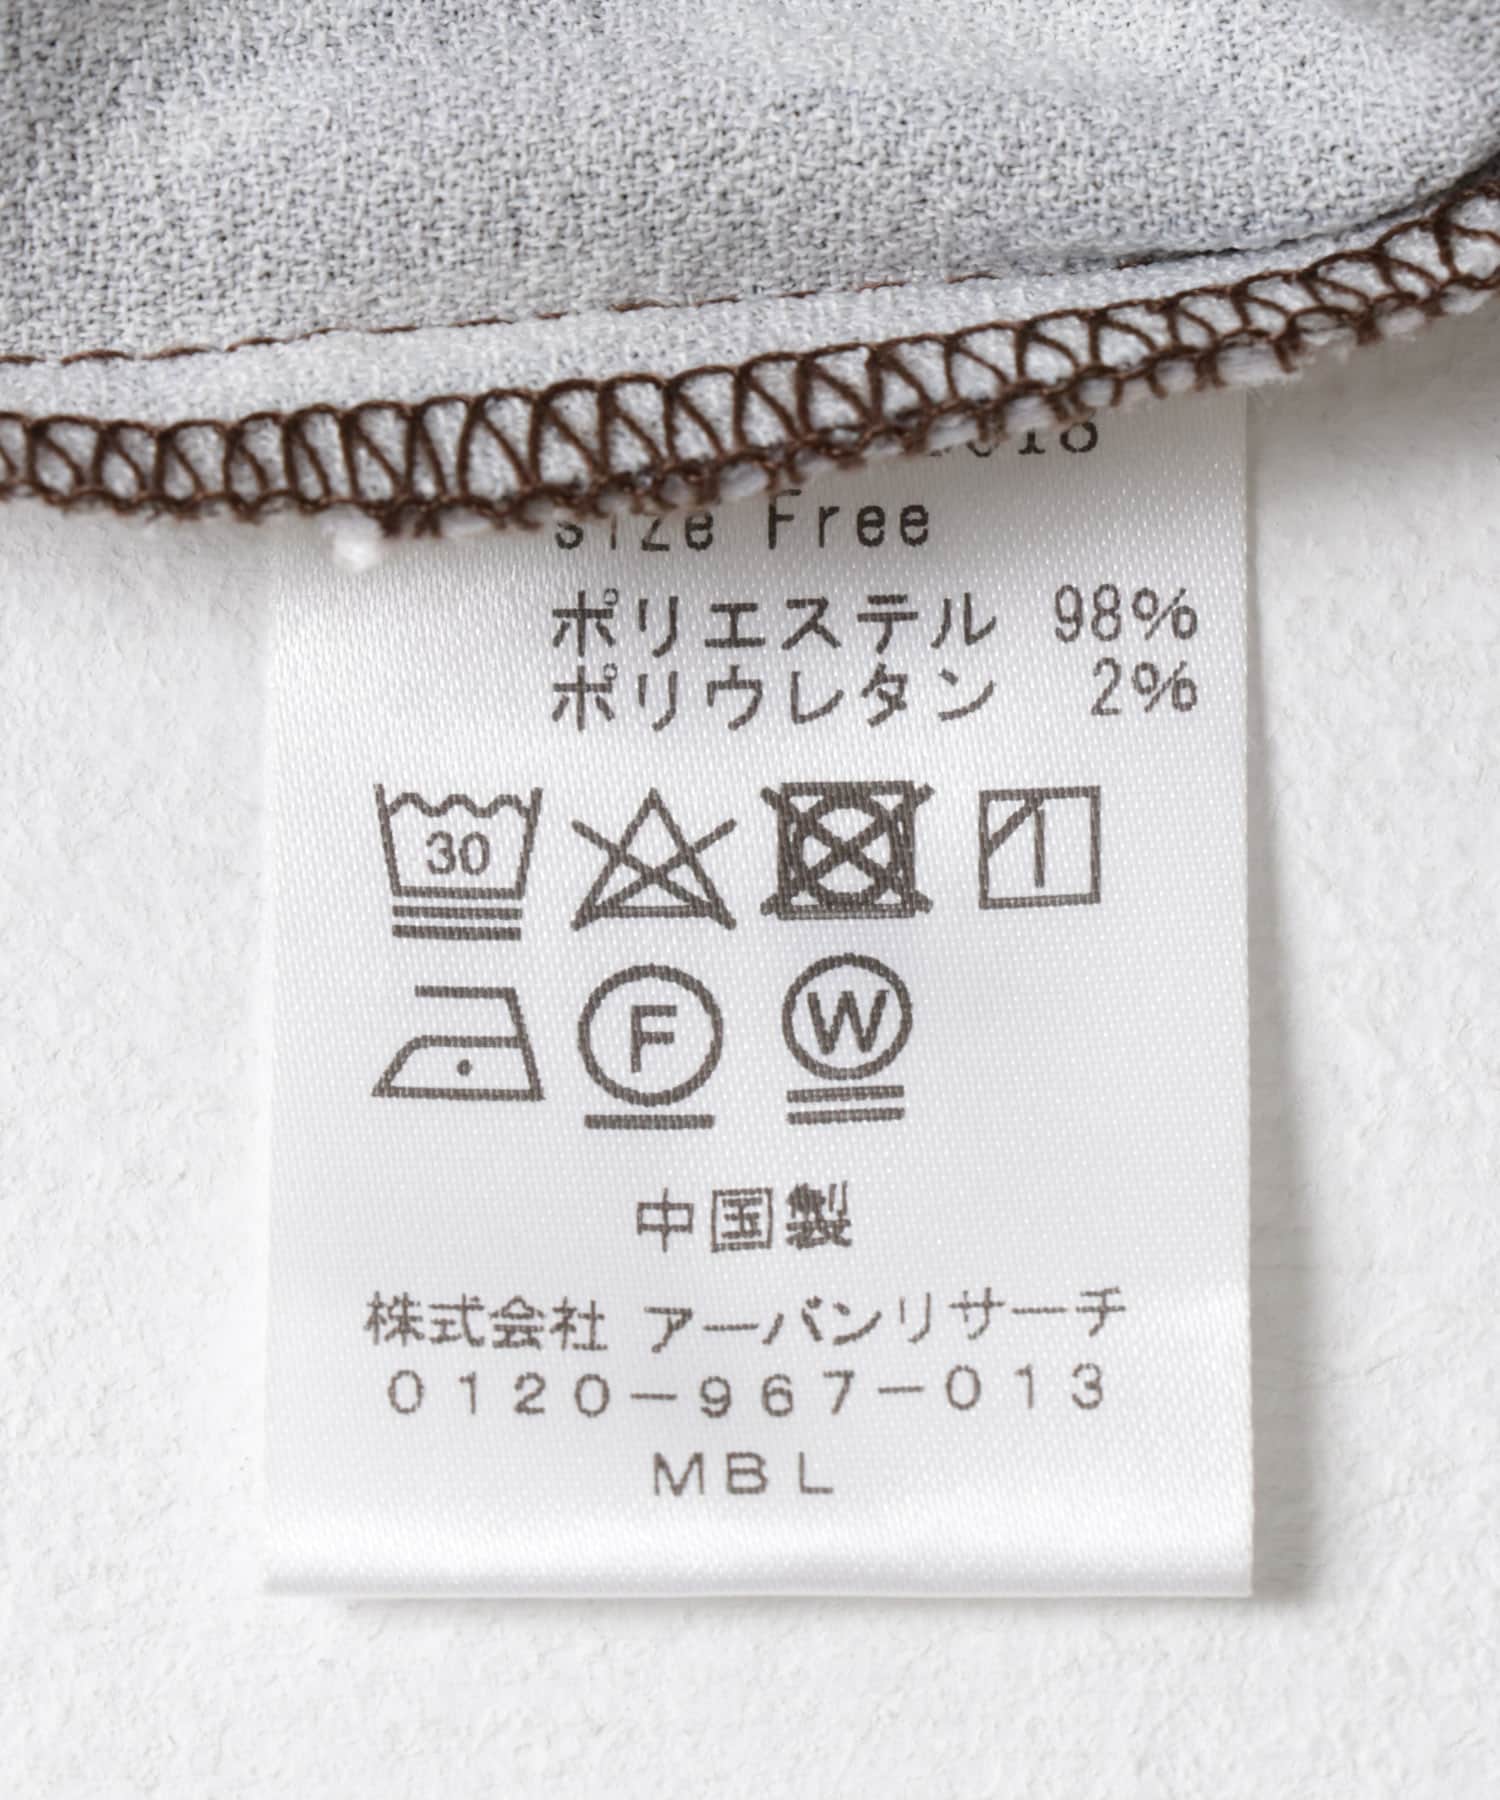 Size Free
ポリエステル 98%
ポリウレタン 2%
30
F W
中国製
株式会社 アーバンリサーチ
0120-967-013
MBL